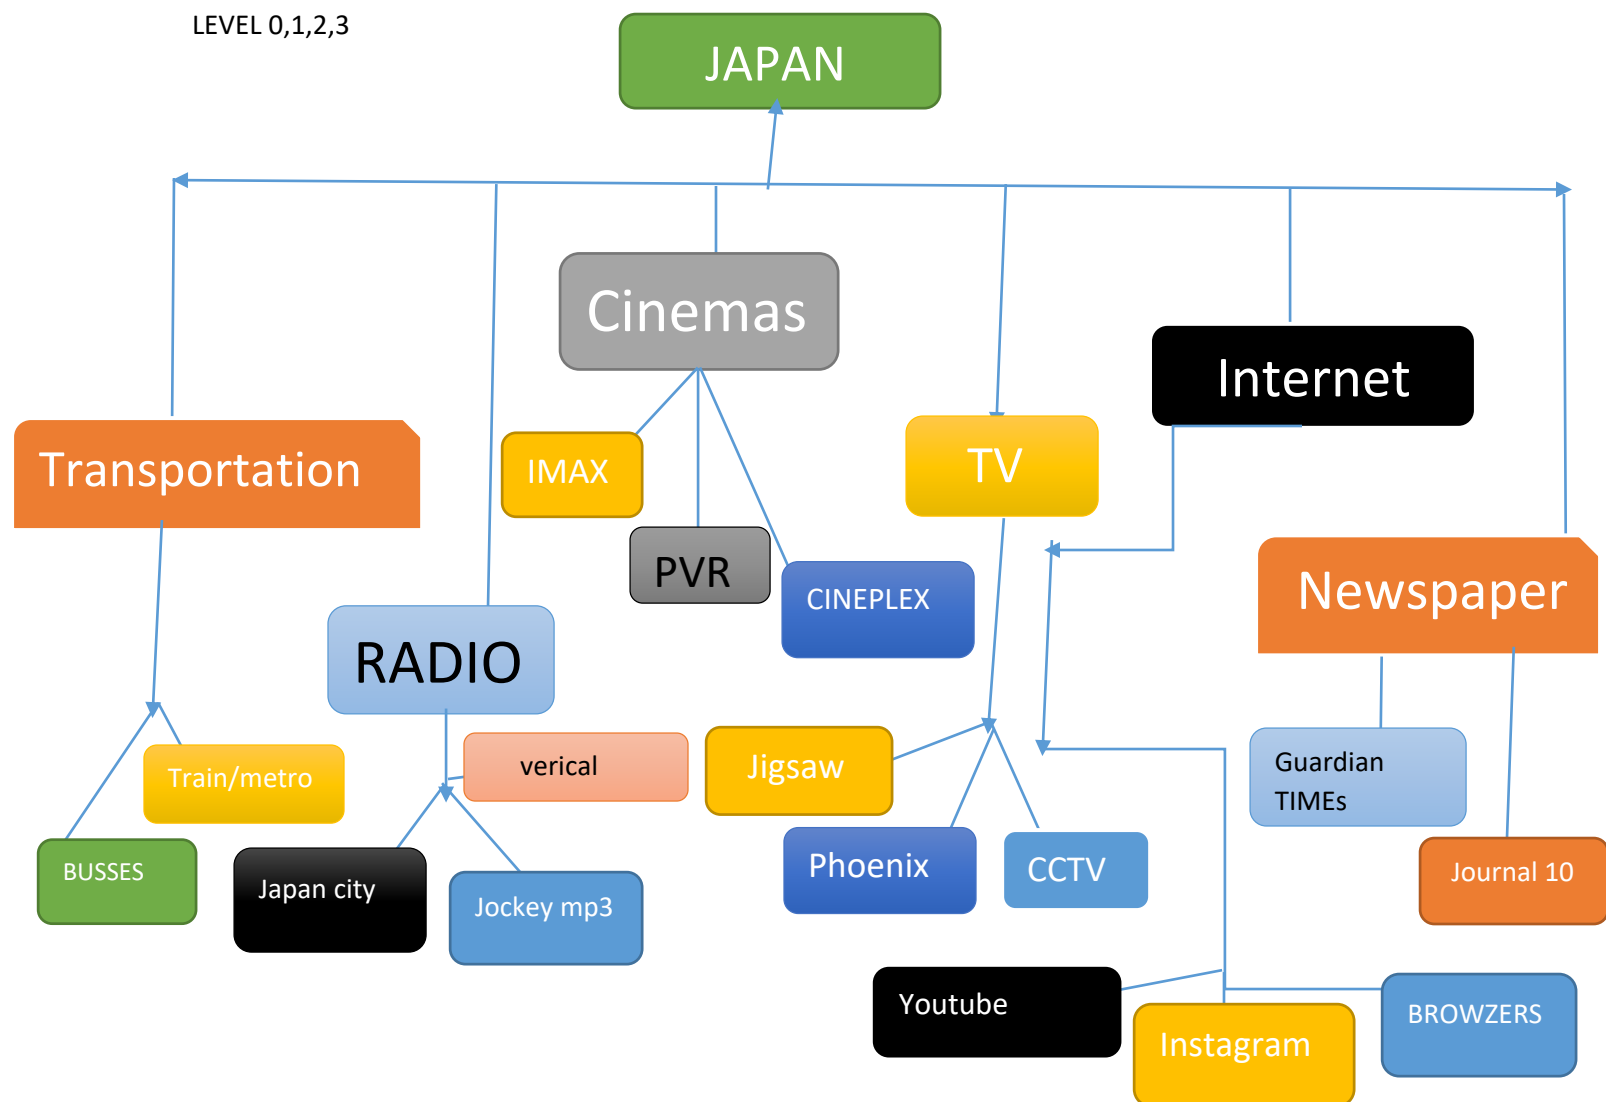 LEVEL 0,1,2,3
JAPAN
Cinemas
Internet
Transportation
IMAX
TV
PVR
CINEPLEX
Newspaper
RADIO
Train/metro
verical
Jigsaw
Guardian
TIMEs
BUSSES
Japan city
Jockey mp3
Phoenix
CCTV
Journal 10
Youtube
Instagram
BROWZERS